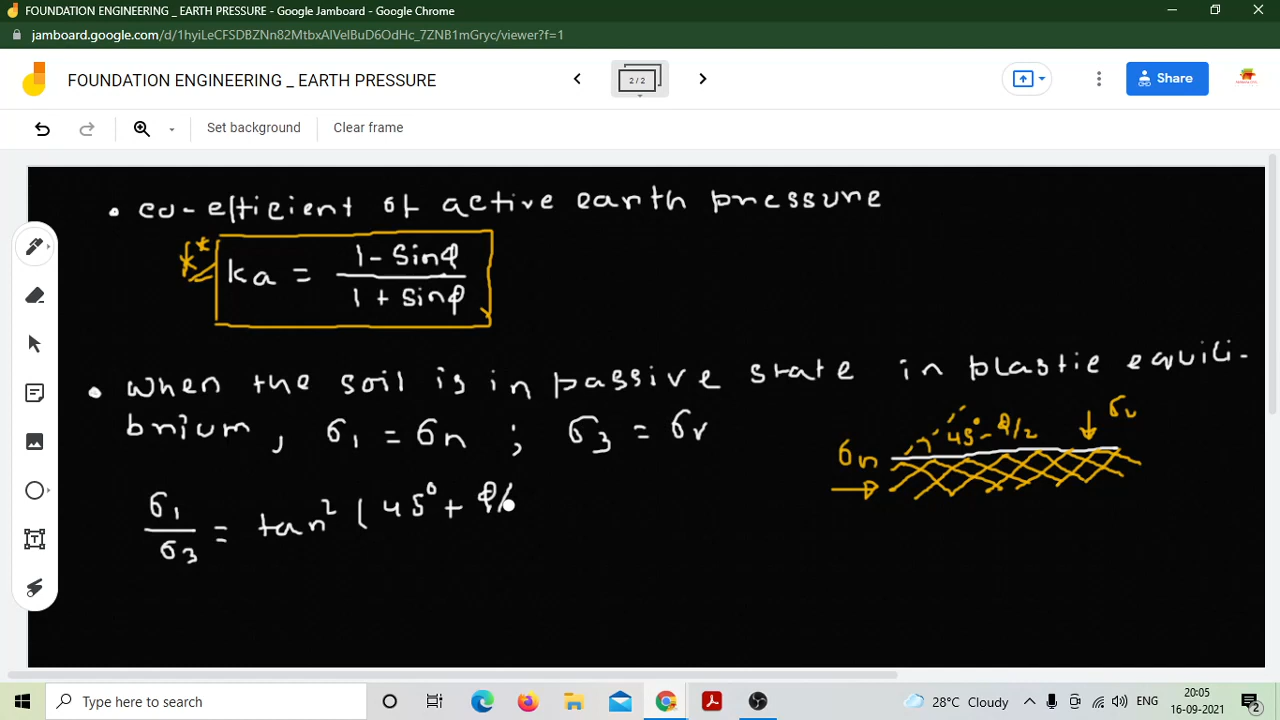 FOUNDATION ENGINEERING _ EARTH PRESSURE - Google Jamboard - Google Chrome
jamboard.google.com/d/1hyiLeCFSDBZNn82MtbxAIVelBuD6OdHc_7ZNB1mGryc/viewer?f=1
FOUNDATION ENGINEERING _ EARTH PRESSURE
2/2
Share
Set background
Clear frame
• co-efficient of active earth pressure
k*
ka = 1 - sinφ / 1 + sinφ
• when the soil is in passive state in plastic equili-
brium, σ1 = σh ; σ3 = σv
σh
45° - φ/2
σv
σ1 / σ3 = tan² ( 45° + φ/
Type here to search
28°C Cloudy
ENG
20:05
16-09-2021
2